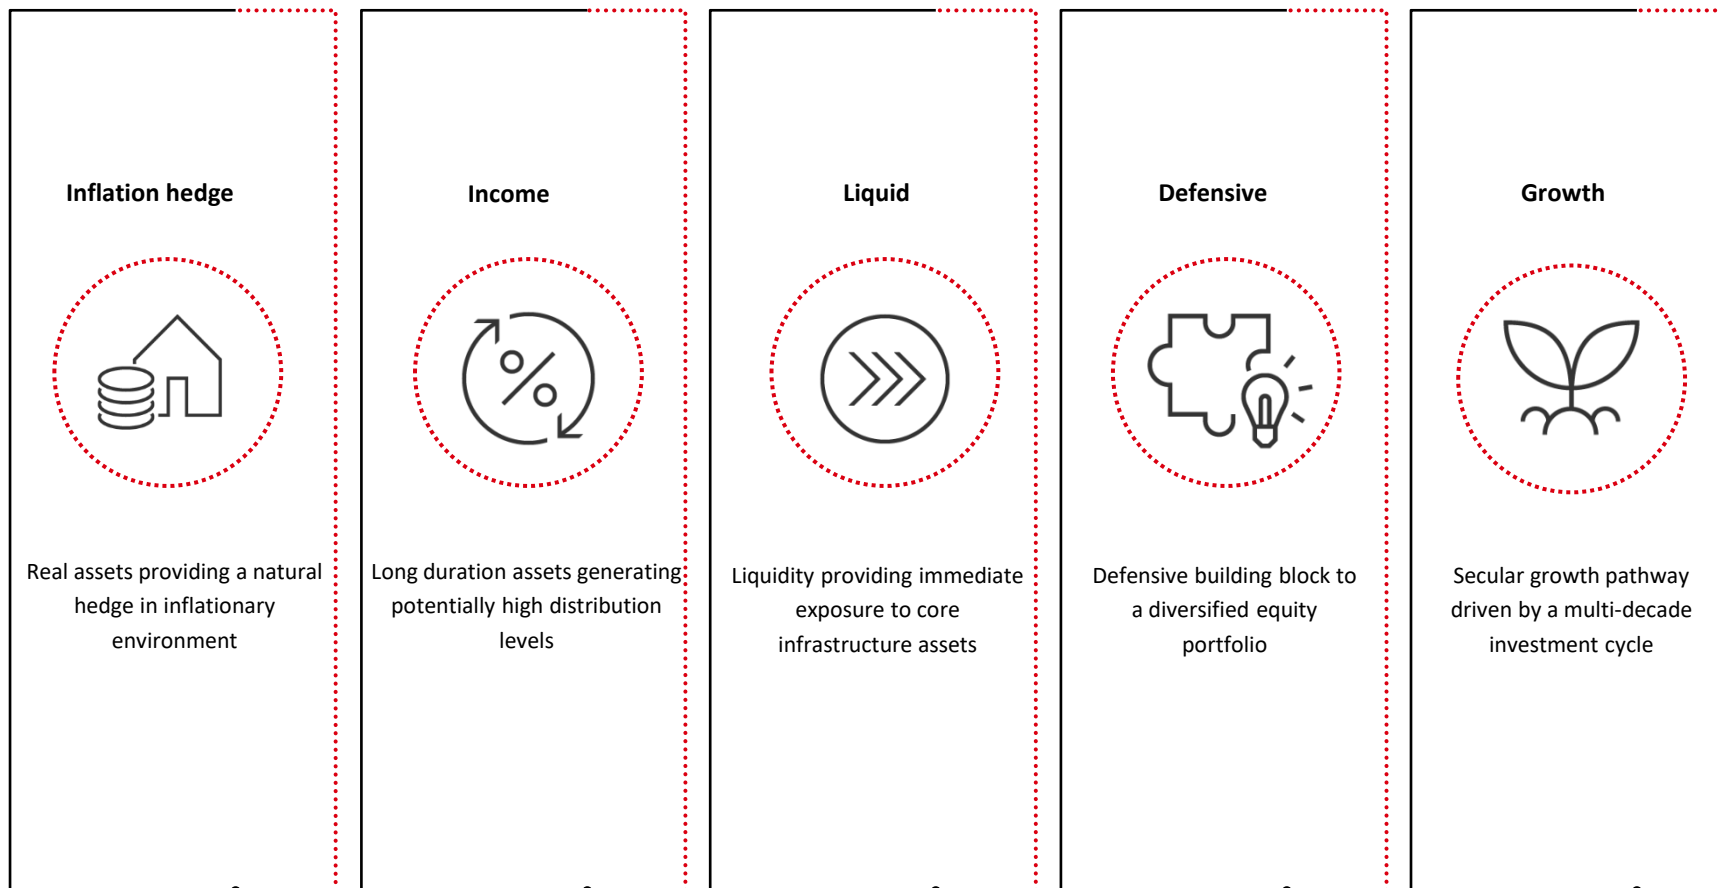 Inflation hedge
Real assets providing a natural
hedge in inflationary
environment
Income
%
Long duration assets generating
potentially high distribution
levels
Liquid
Liquidity providing immediate
exposure to core
infrastructure assets
Defensive
Defensive building block to
a diversified equity
portfolio
Growth
Secular growth pathway
driven by a multi-decade
investment cycle